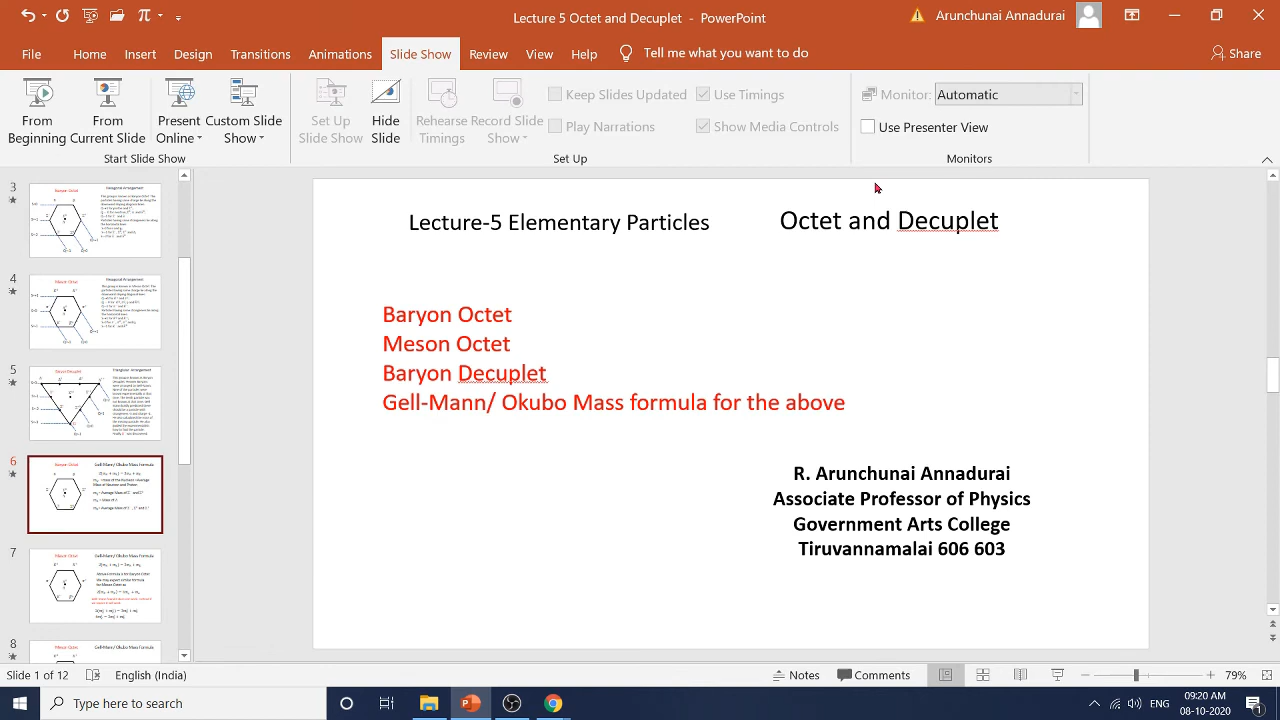 Lecture 5 Octet and Decuplet - PowerPoint
Arunchunai Annadurai
File Home Insert Design Transitions Animations Slide Show Review View Help Tell me what you want to do Share
From Beginning
From Current Slide
Present Online
Custom Slide Show
Set Up Slide Show
Hide Slide
Rehearse Timings
Record Slide Show
Keep Slides Updated
Play Narrations
Use Timings
Show Media Controls
Monitor: Automatic
Use Presenter View
Start Slide Show Set Up Monitors
3
4
5
6
7
8
Lecture-5 Elementary Particles Octet and Decuplet
Baryon Octet
Meson Octet
Baryon Decuplet
Gell-Mann/ Okubo Mass formula for the above
R. Arunchunai Annadurai
Associate Professor of Physics
Government Arts College
Tiruvannamalai 606 603
Slide 1 of 12 English (India) Notes Comments 79%
Type here to search
ENG
09:20 AM
08-10-2020